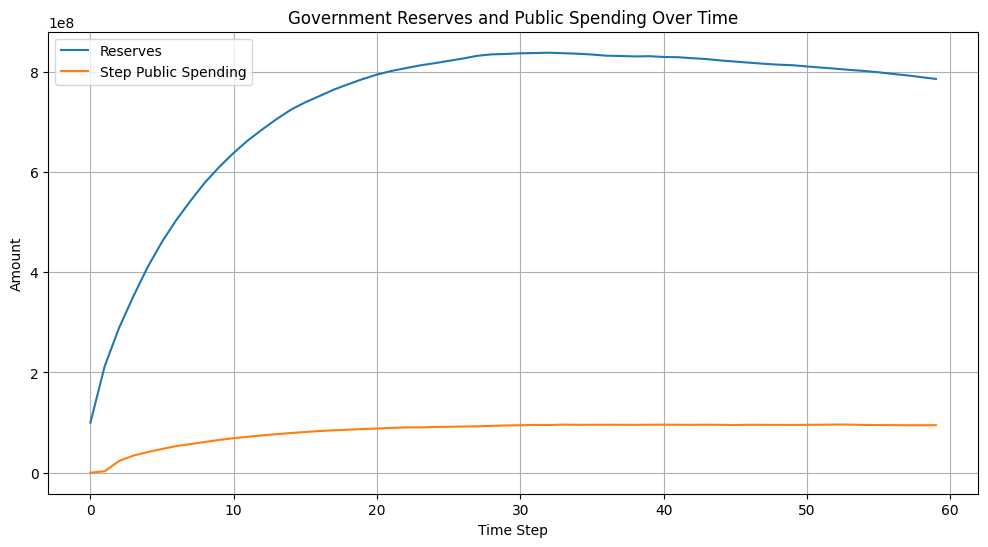 Government Reserves and Public Spending Over Time
1e8
Reserves
Step Public Spending
8
6
4
2
0
Amount
0 10 20 30 40 50 60
Time Step